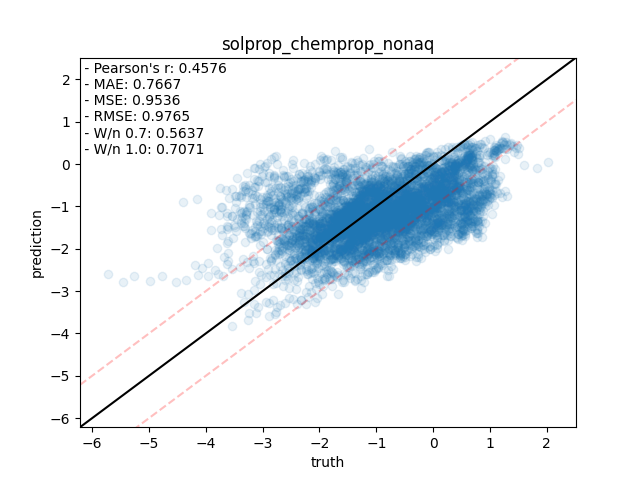 solprop_chemprop_nonaq
- Pearson's r: 0.4576
- MAE: 0.7667
- MSE: 0.9536
- RMSE: 0.9765
- W/n 0.7: 0.5637
- W/n 1.0: 0.7071
2
1
0
−1
−2
−3
−4
−5
−6
prediction
−6 −5 −4 −3 −2 −1 0 1 2
truth